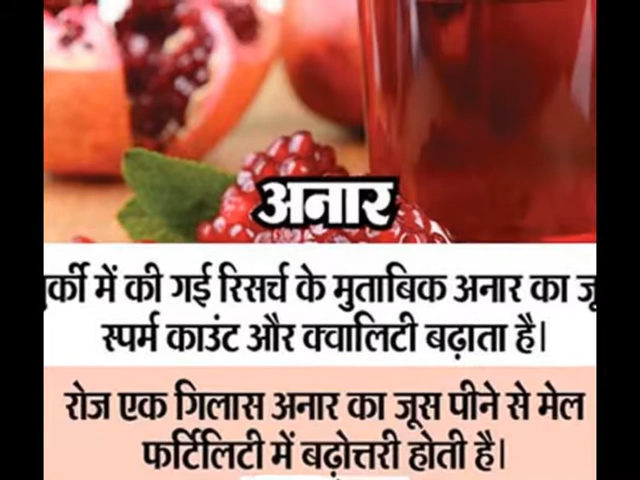 अनार
में की गई रिसर्च के मुताबिक अनार का
स्पर्म काउंट और क्वालिटी बढ़ाता है।
रोज एक गिलास अनार का जूस पीने से मेल
फर्टिलिटी में बढ़ोत्तरी होती है।